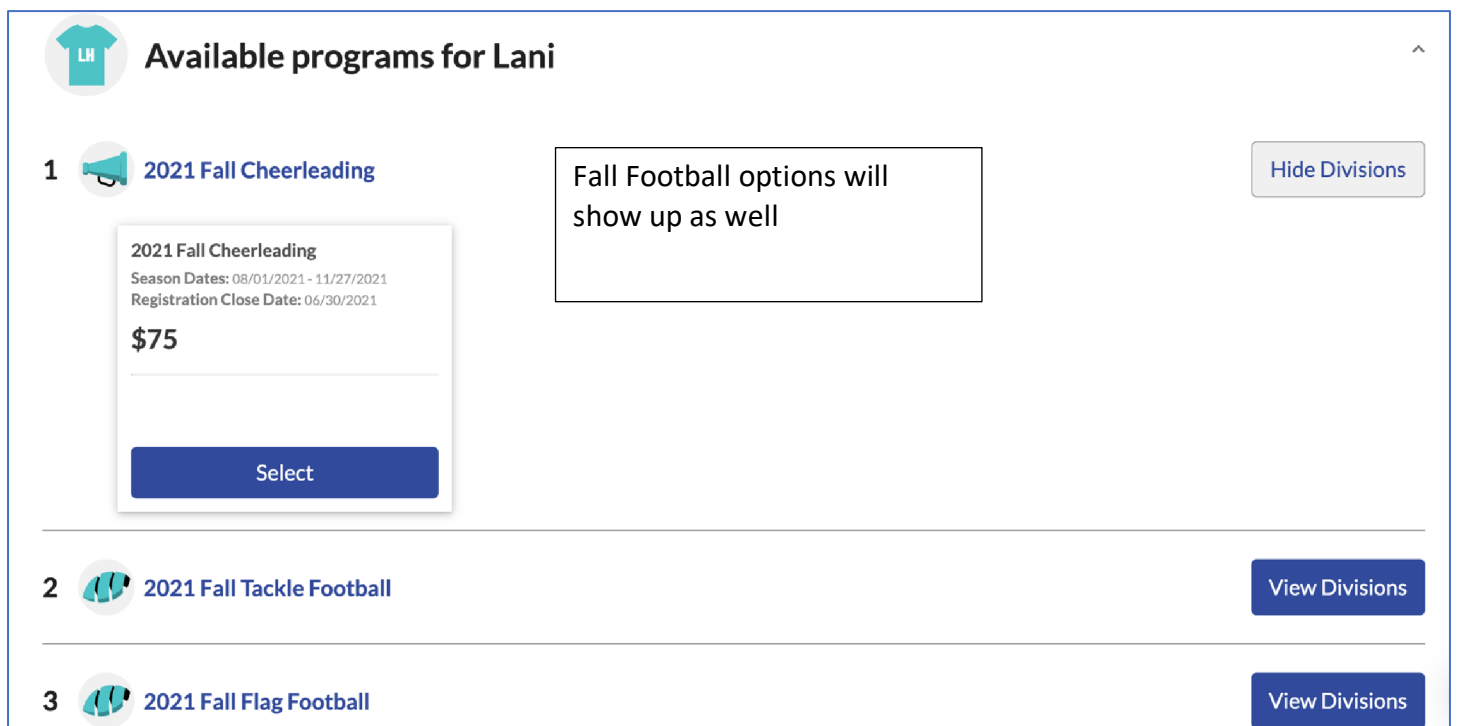 LH
Available programs for Lani
1
2021 Fall Cheerleading
Fall Football options will
show up as well
Hide Divisions
2021 Fall Cheerleading
Season Dates: 08/01/2021 - 11/27/2021
Registration Close Date: 06/30/2021
$75
Select
2
2021 Fall Tackle Football
View Divisions
3
2021 Fall Flag Football
View Divisions